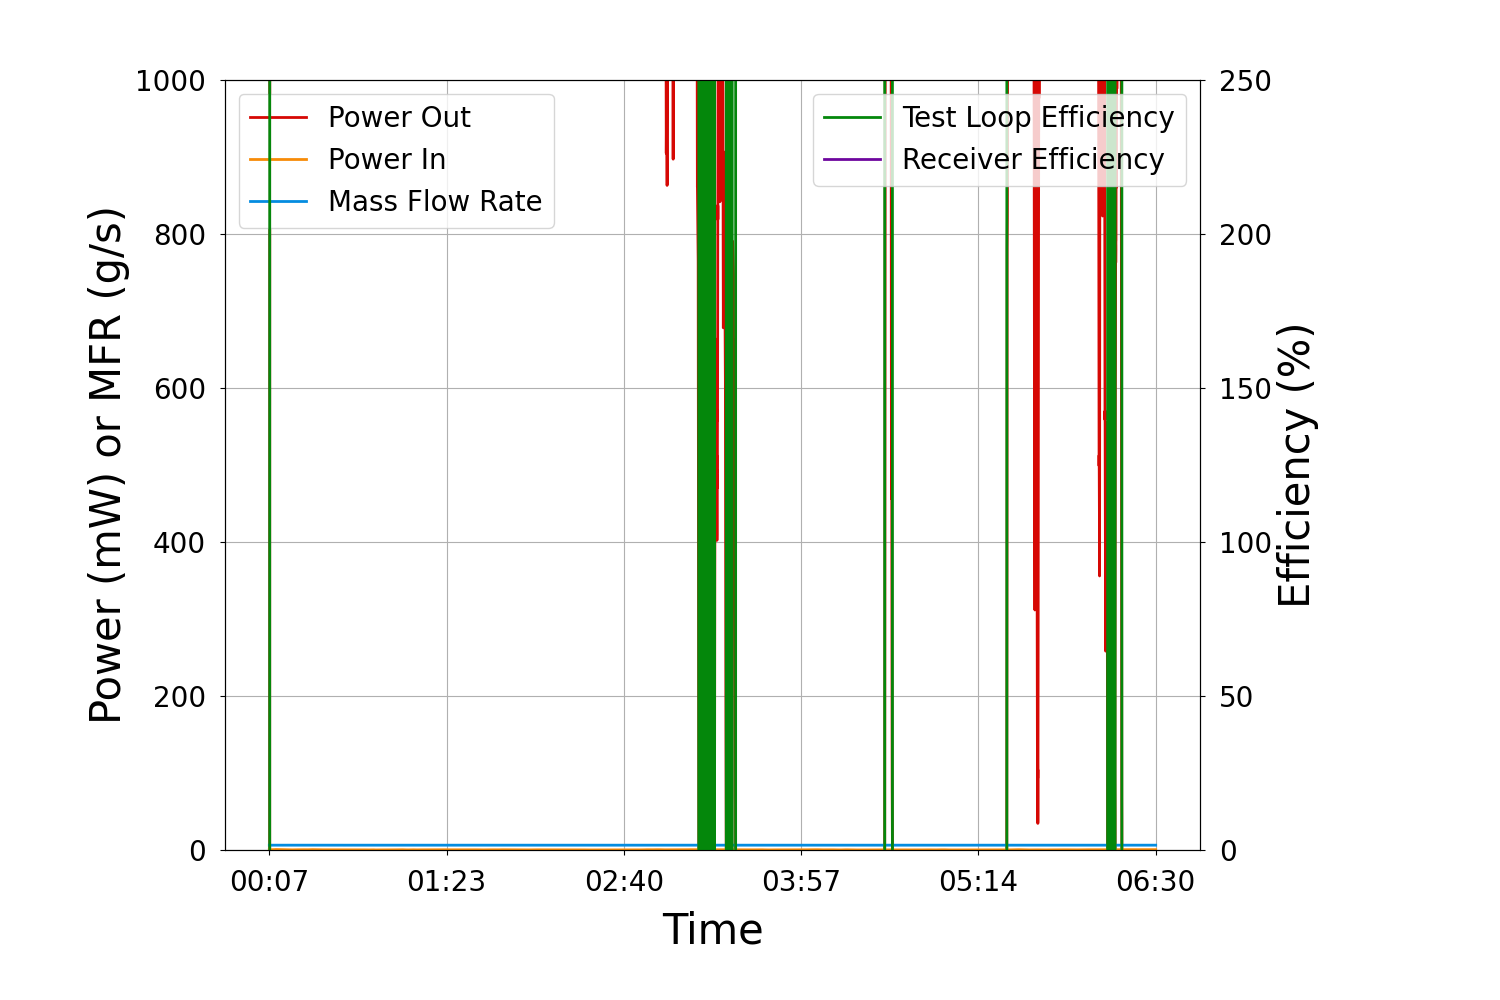 1000
800
600
400
200
0
Power (mW) or MFR (g/s)
Power Out
Power In
Mass Flow Rate
Test Loop Efficiency
Receiver Efficiency
250
200
150
100
50
0
Efficiency (%)
00:07 01:23 02:40 03:57 05:14 06:30
Time